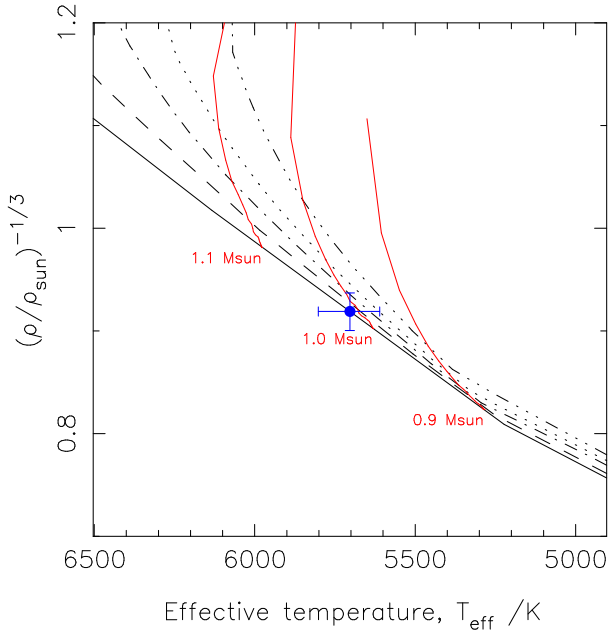 1.2
1
0.8
(ρ/ρsun)−1/3
1.1 Msun
1.0 Msun
0.9 Msun
6500 6000 5500 5000
Effective temperature, Teff /K